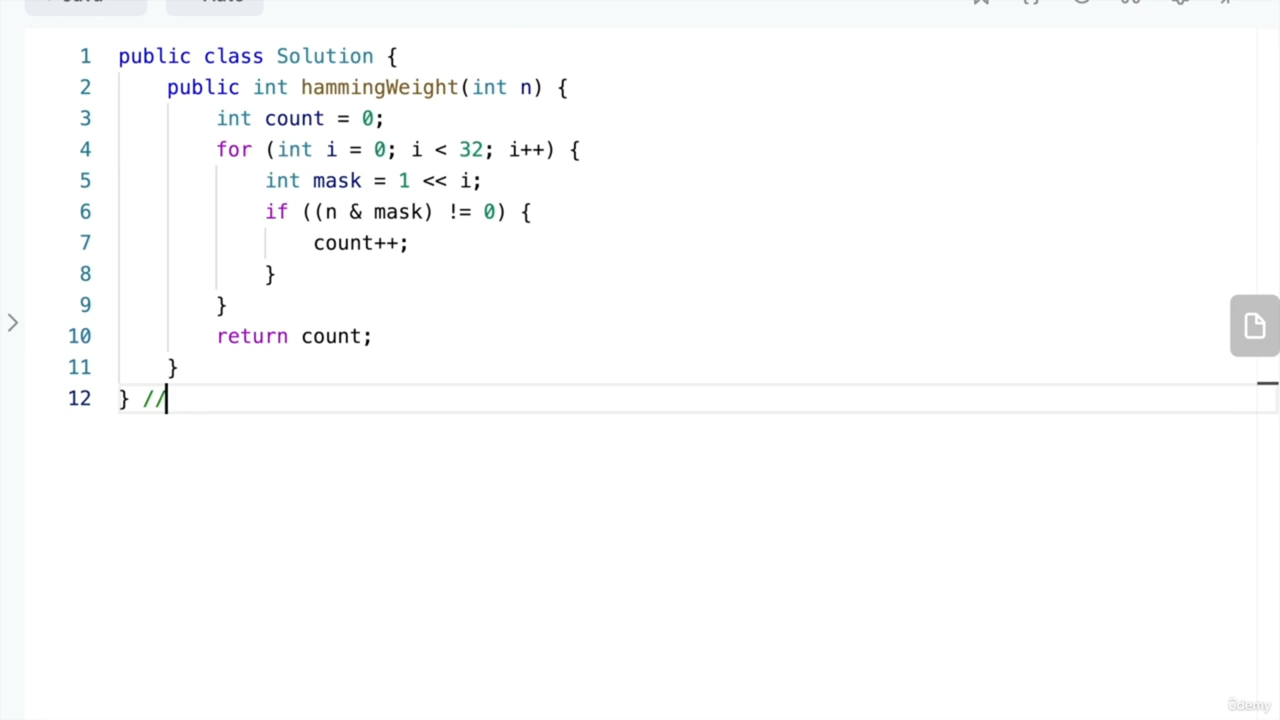 1 public class Solution {
2 public int hammingWeight(int n) {
3 int count = 0;
4 for (int i = 0; i < 32; i++) {
5 int mask = 1 << i;
6 if ((n & mask) != 0) {
7 count++;
8 }
9 }
10 return count;
11 }
12 } //
ûdemy